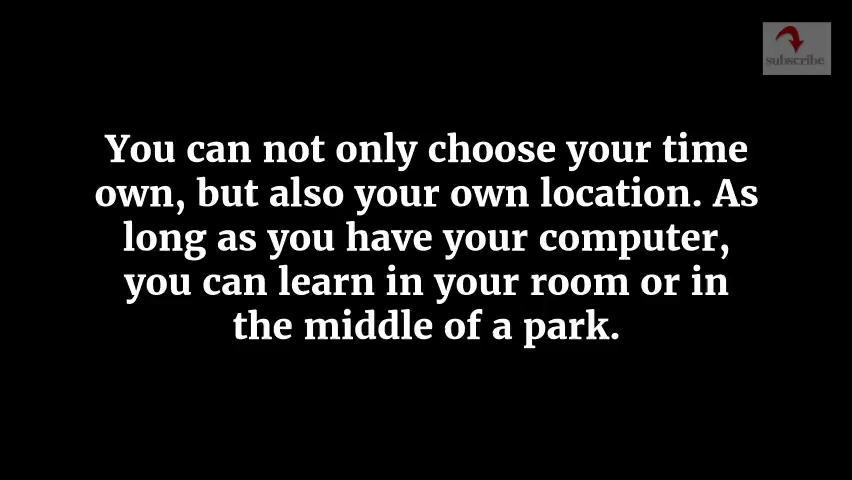 subscribe
You can not only choose your time
own, but also your own location. As
long as you have your computer,
you can learn in your room or in
the middle of a park.